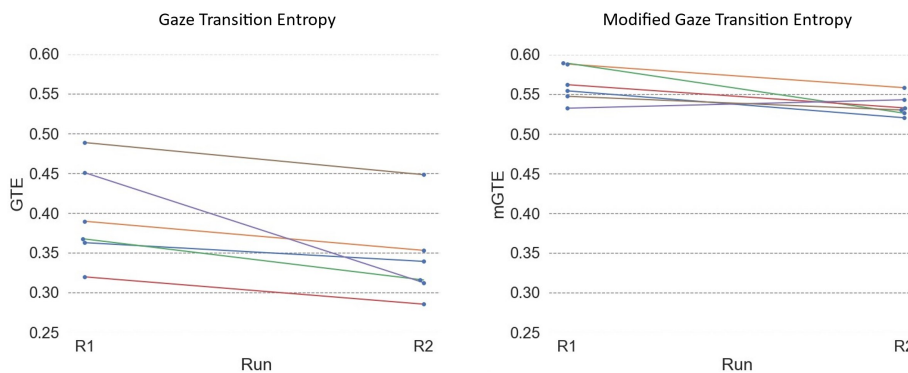 Gaze Transition Entropy
0.60
0.55
0.50
0.45
0.40
0.35
0.30
0.25
GTE
R1
R2
Run
Modified Gaze Transition Entropy
0.60
0.55
0.50
0.45
0.40
0.35
0.30
0.25
mGTE
R1
R2
Run